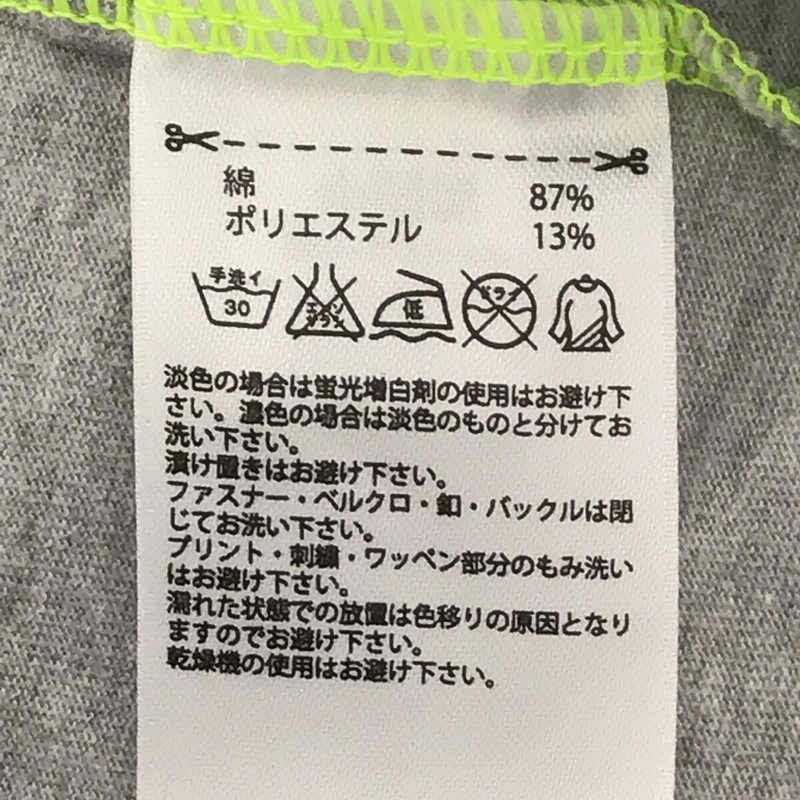 綿 87%
ポリエステル 13%
手洗イ 30 エンソ サラシ 低 ドライ
淡色の場合は蛍光増白剤の使用はお避け下
さい。濃色の場合は淡色のものと分けてお
洗い下さい。
漬け置きはお避け下さい。
ファスナー・ベルクロ・釦・バックルは閉
じてお洗い下さい。
プリント・刺繍・ワッペン部分のもみ洗い
はお避け下さい。
濡れた状態での放置は色移りの原因となり
ますのでお避け下さい。
乾燥機の使用はお避け下さい。